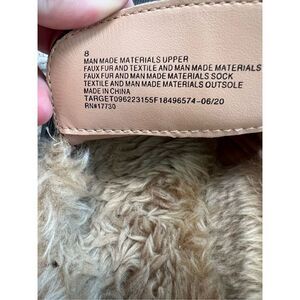 8
MAN MADE MATERIALS UPPER
FAUX FUR AND TEXTILE AND MAN MADE MATERIALS
FAUX FUR AND MAN MADE MATERIALS SOCK
TEXTILE AND MAN MADE MATERIALS OUTSOLE
MADE IN CHINA
TARGET096223155F18496574-06/20
RN#17730